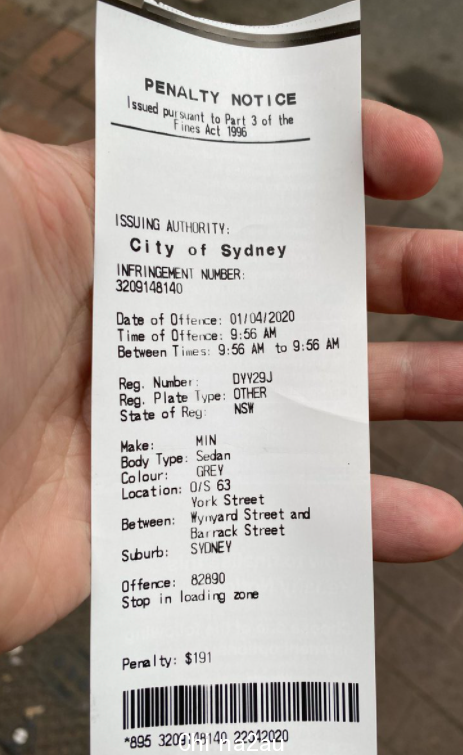 PENALTY NOTICE
Issued pursuant to Part 3 of the
Fines Act 1996
ISSUING AUTHORITY:
City of Sydney
INFRINGEMENT NUMBER:
3209148140
Date of Offence: 01/04/2020
Time of Offence: 9:56 AM
Between Times: 9:56 AM to 9:56 AM
Reg. Number: DYY29J
Reg. Plate Type: OTHER
State of Reg: NSW
Make: MIN
Body Type: Sedan
Colour: GREY
Location: O/S 63
York Street
Between: Wynyard Street and
Barrack Street
Suburb: SYDNEY
Offence: 82890
Stop in loading zone
Penalty: $191
*895 3209148140 22042020